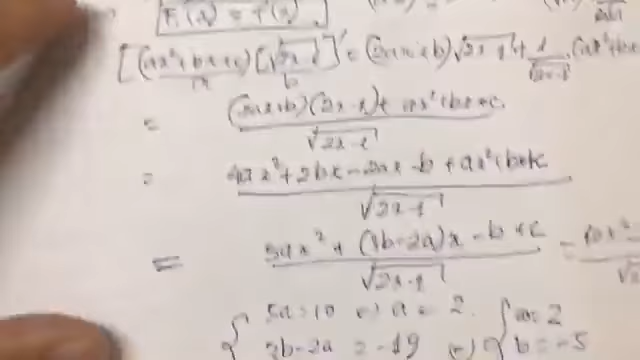 F'(x) = f(x)
[(ax²+bx+c)√2x-1]' = (2ax+b)√2x-1 + 1/√2x-1 . (ax²+bx
= (2ax+b)(2x-1) + ax²+bx+c / √2x-1
= 4ax²+2bx-2ax-b+ax²+bx+c / √2x-1
= 5ax² + (3b-2a)x - b+c / √2x-1 = 10x²- / √2
{ 5a=10 <=> a = 2 { a=2
3b-2a = -19 <=> b=-5